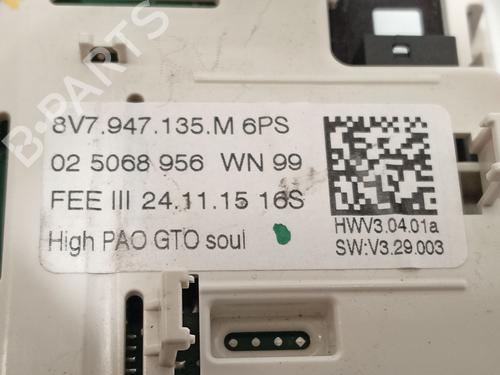 8V7.947.135.M 6PS
02 5068 956 WN 99
FEE III 24.11.15 16S
High PAO GTO soul
HWV3.04.01a
SW:V3.29.003
B-PARTS